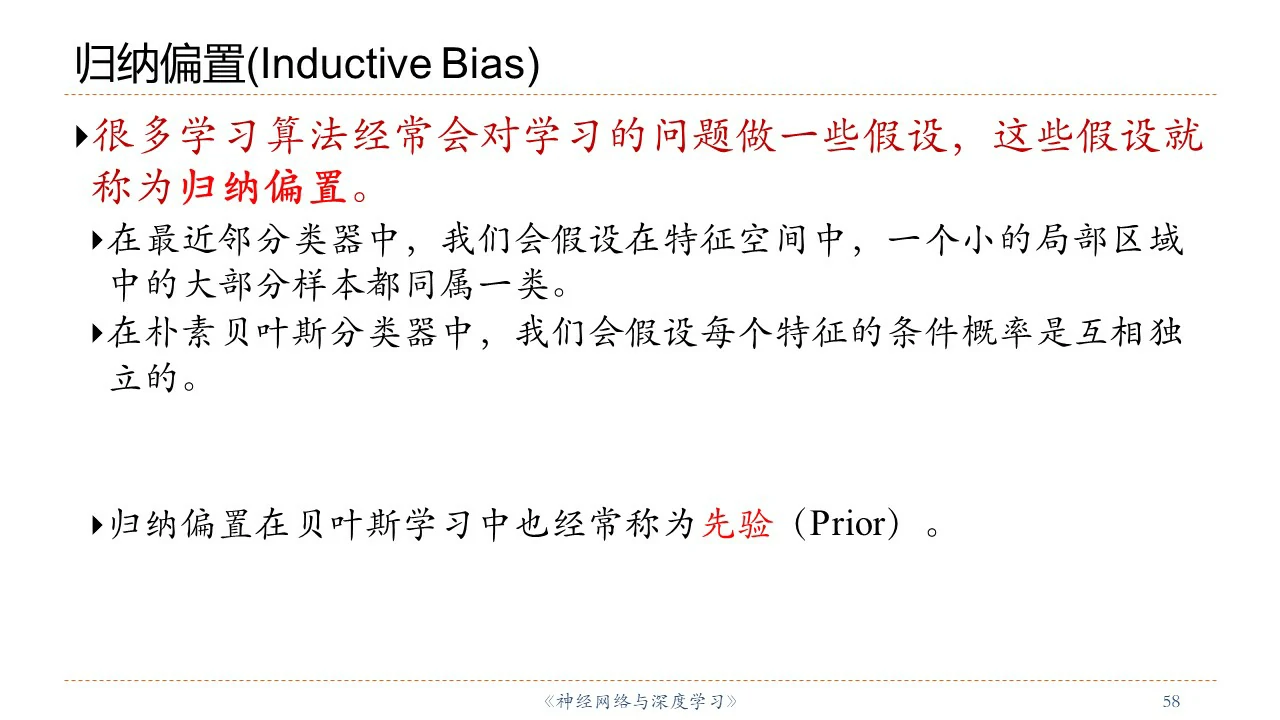 归纳偏置(Inductive Bias)
很多学习算法经常会对学习的问题做一些假设，这些假设就
称为归纳偏置。
在最近邻分类器中，我们会假设在特征空间中，一个小的局部区域
中的大部分样本都同属一类。
在朴素贝叶斯分类器中，我们会假设每个特征的条件概率是互相独
立的。
归纳偏置在贝叶斯学习中也经常称为先验（Prior）。
《神经网络与深度学习》
58